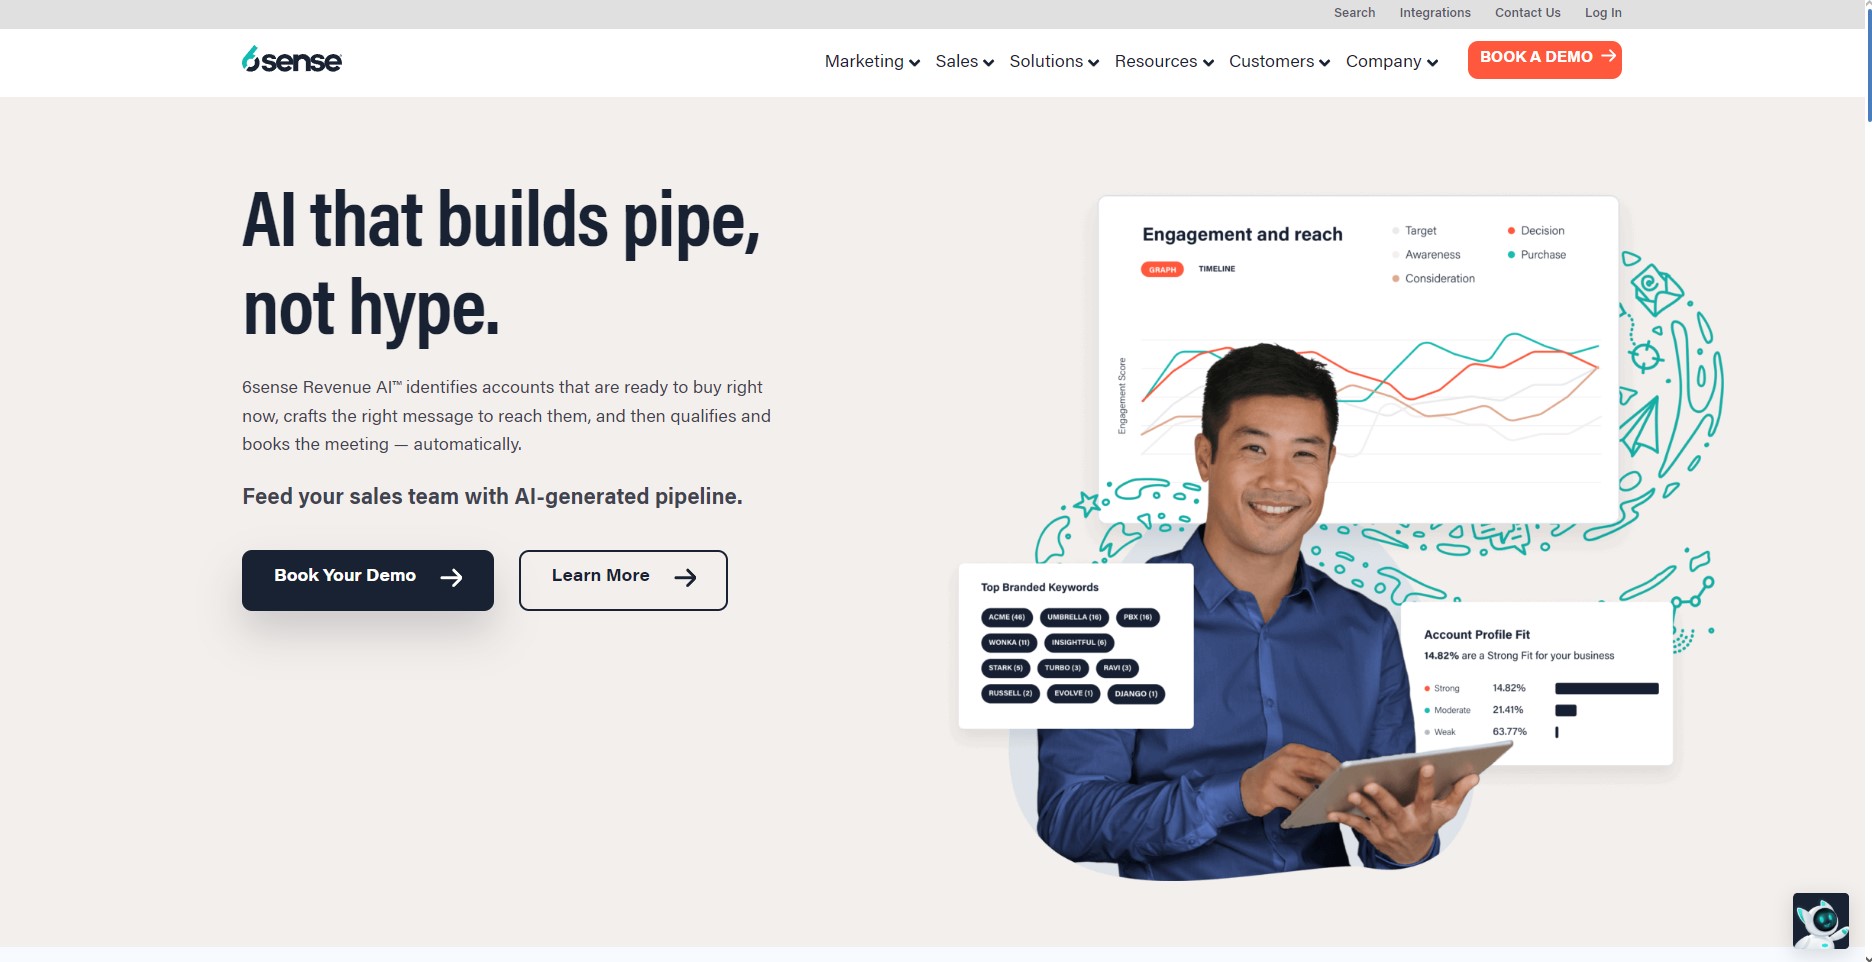 Search Integrations Contact Us Log In
6sense
Marketing Sales Solutions Resources Customers Company BOOK A DEMO
AI that builds pipe,
not hype.
6sense Revenue AI™ identifies accounts that are ready to buy right
now, crafts the right message to reach them, and then qualifies and
books the meeting — automatically.
Feed your sales team with AI-generated pipeline.
Book Your Demo Learn More
Engagement and reach
GRAPH TIMELINE
Target Decision
Awareness Purchase
Consideration
Engagement Score
Top Branded Keywords
ACME (46) UMBRELLA (16) PBX (16)
WONKA (11) INSIGHTFUL (6)
STARK (5) TURBO (3) RAVI (3)
RUSSELL (2) EVOLVE (1) DJANGO (1)
Account Profile Fit
14.82% are a Strong Fit for your business
Strong 14.82%
Moderate 21.41%
Weak 63.77%